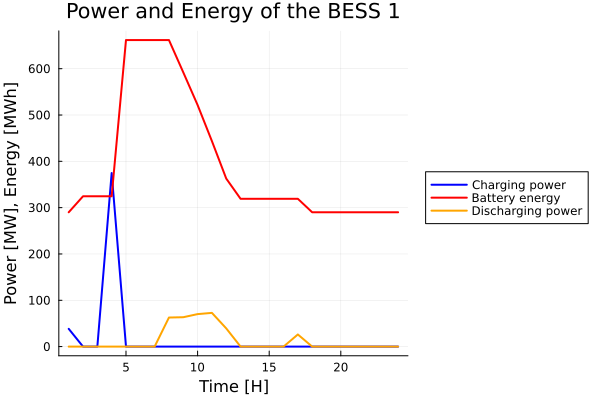 Power and Energy of the BESS 1
Power [MW], Energy [MWh]
600
500
400
300
200
100
0
5
10
15
20
Time [H]
Charging power
Battery energy
Discharging power